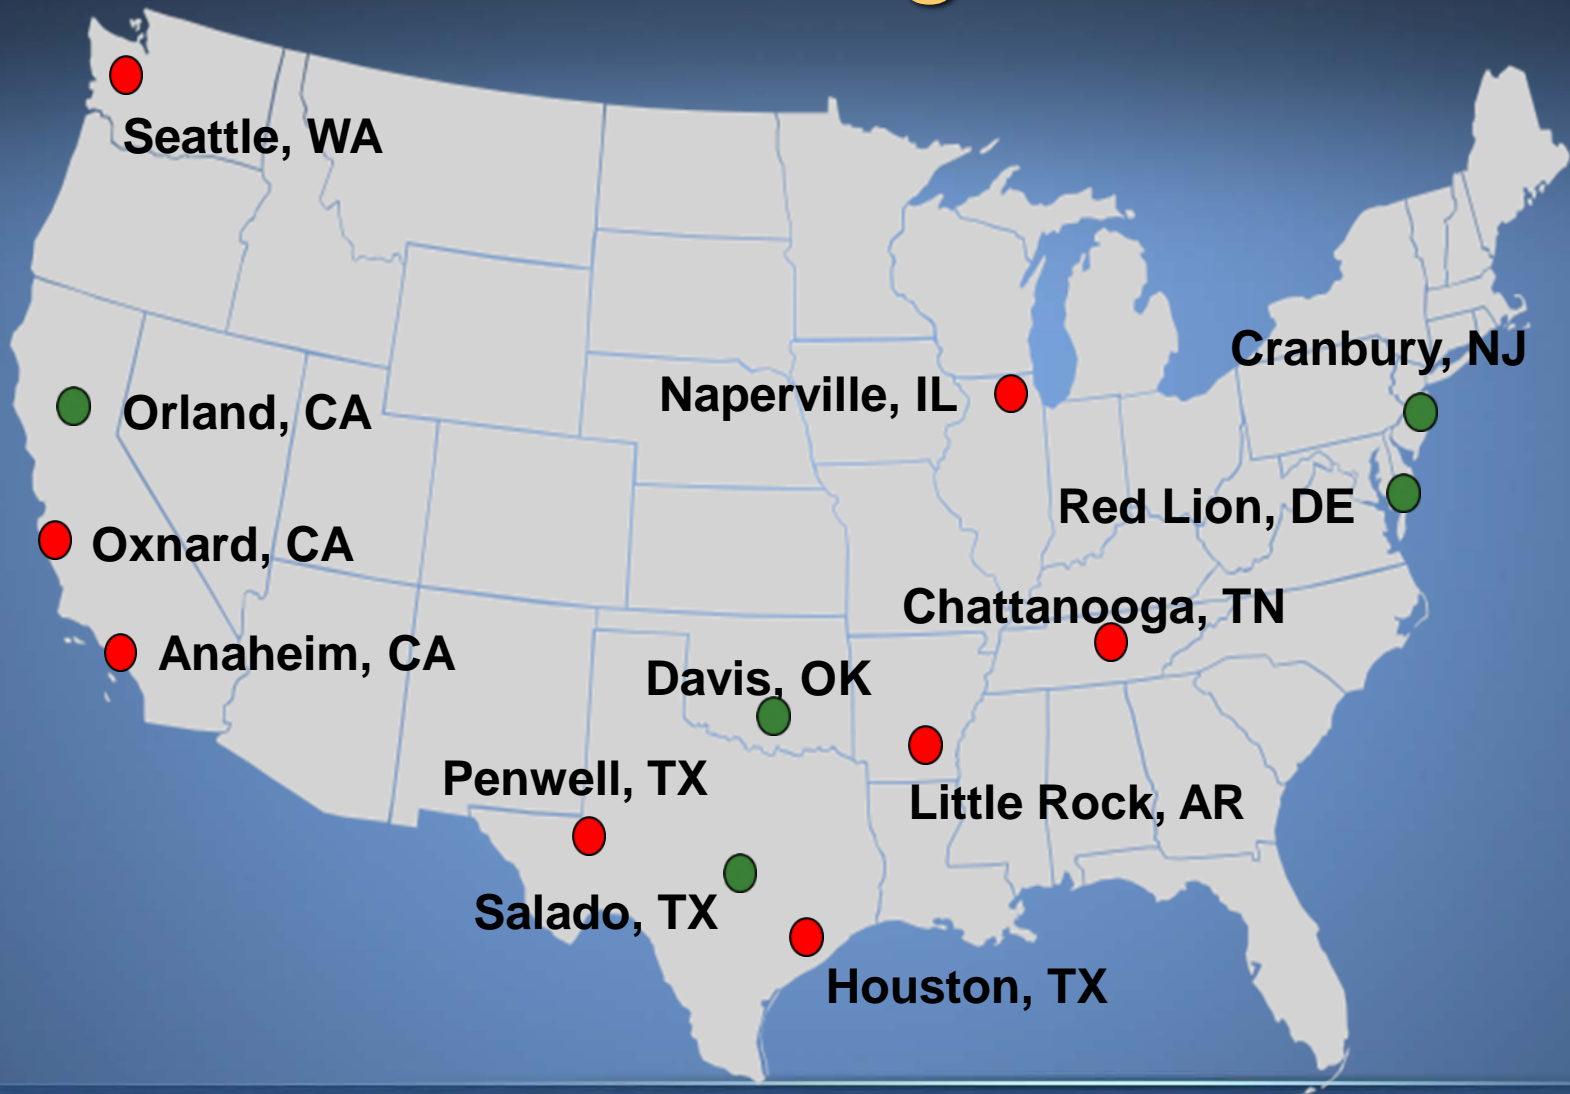 Seattle, WA
Cranbury, NJ
Naperville, IL
Orland, CA
Red Lion, DE
Oxnard, CA
Chattanooga, TN
Anaheim, CA
Davis, OK
Penwell, TX
Little Rock, AR
Salado, TX
Houston, TX